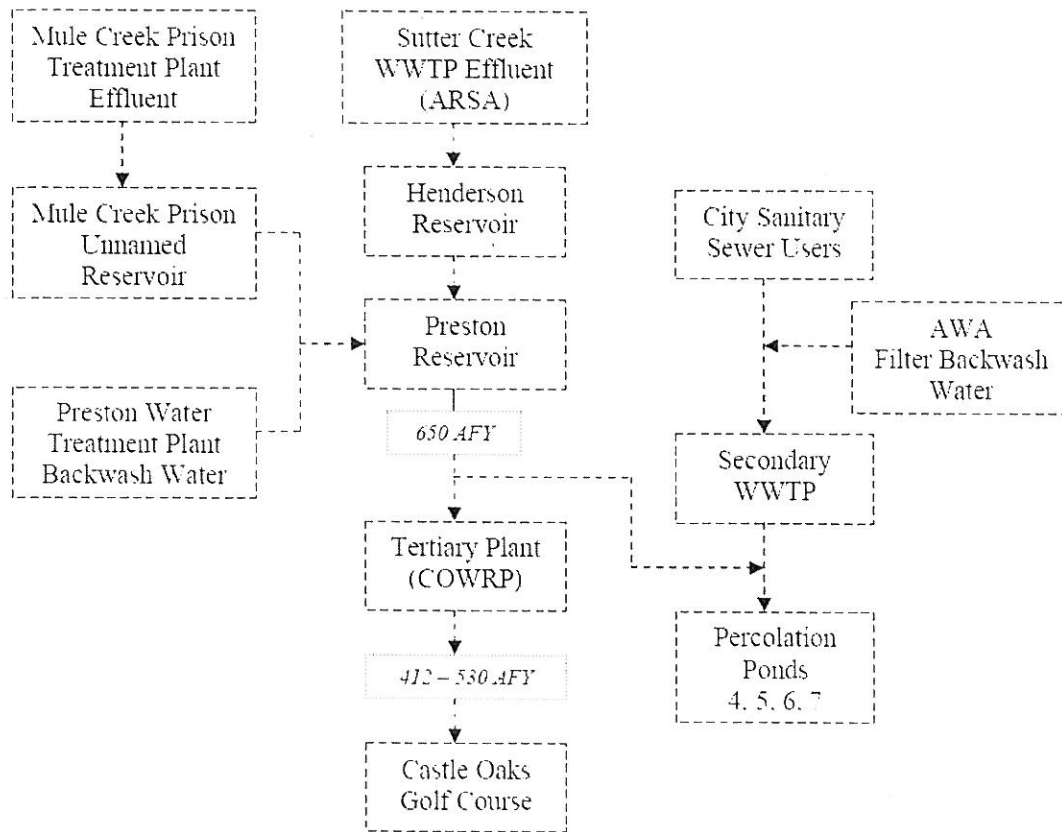 Mule Creek Prison
Treatment Plant
Effluent
Sutter Creek
WWTP Effluent
(ARSA)
Mule Creek Prison
Unnamed
Reservoir
Henderson
Reservoir
City Sanitary
Sewer Users
Preston
Reservoir
AWA
Filter Backwash
Water
Preston Water
Treatment Plant
Backwash Water
650 AFY
Secondary
WWTP
Tertiary Plant
(COWRP)
412 – 530 AFY
Percolation
Ponds
4, 5, 6, 7
Castle Oaks
Golf Course